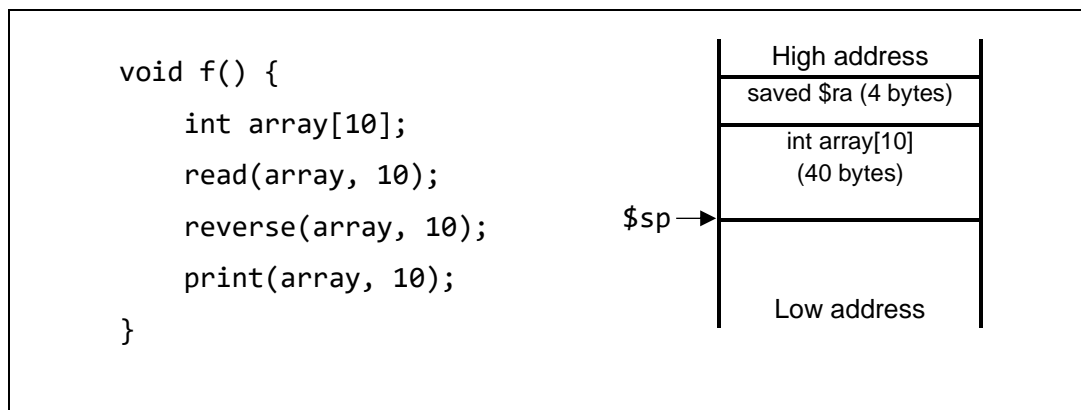 void f() {
int array[10];
read(array, 10);
reverse(array, 10);
print(array, 10);
}
High address
saved $ra (4 bytes)
int array[10]
(40 bytes)
$sp
Low address